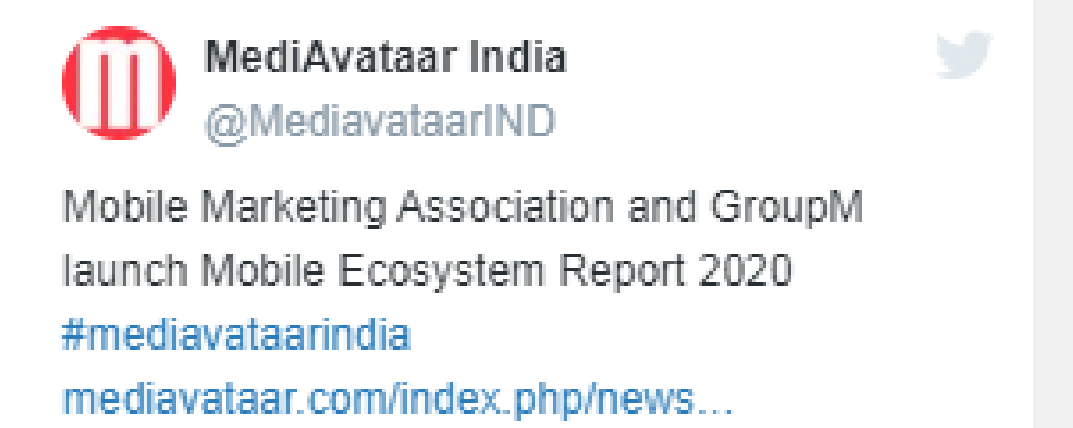 m
MediAvataar India
@MediavataarIND
Mobile Marketing Association and GroupM
launch Mobile Ecosystem Report 2020
#mediavataarindia
mediavataar.com/index.php/news…